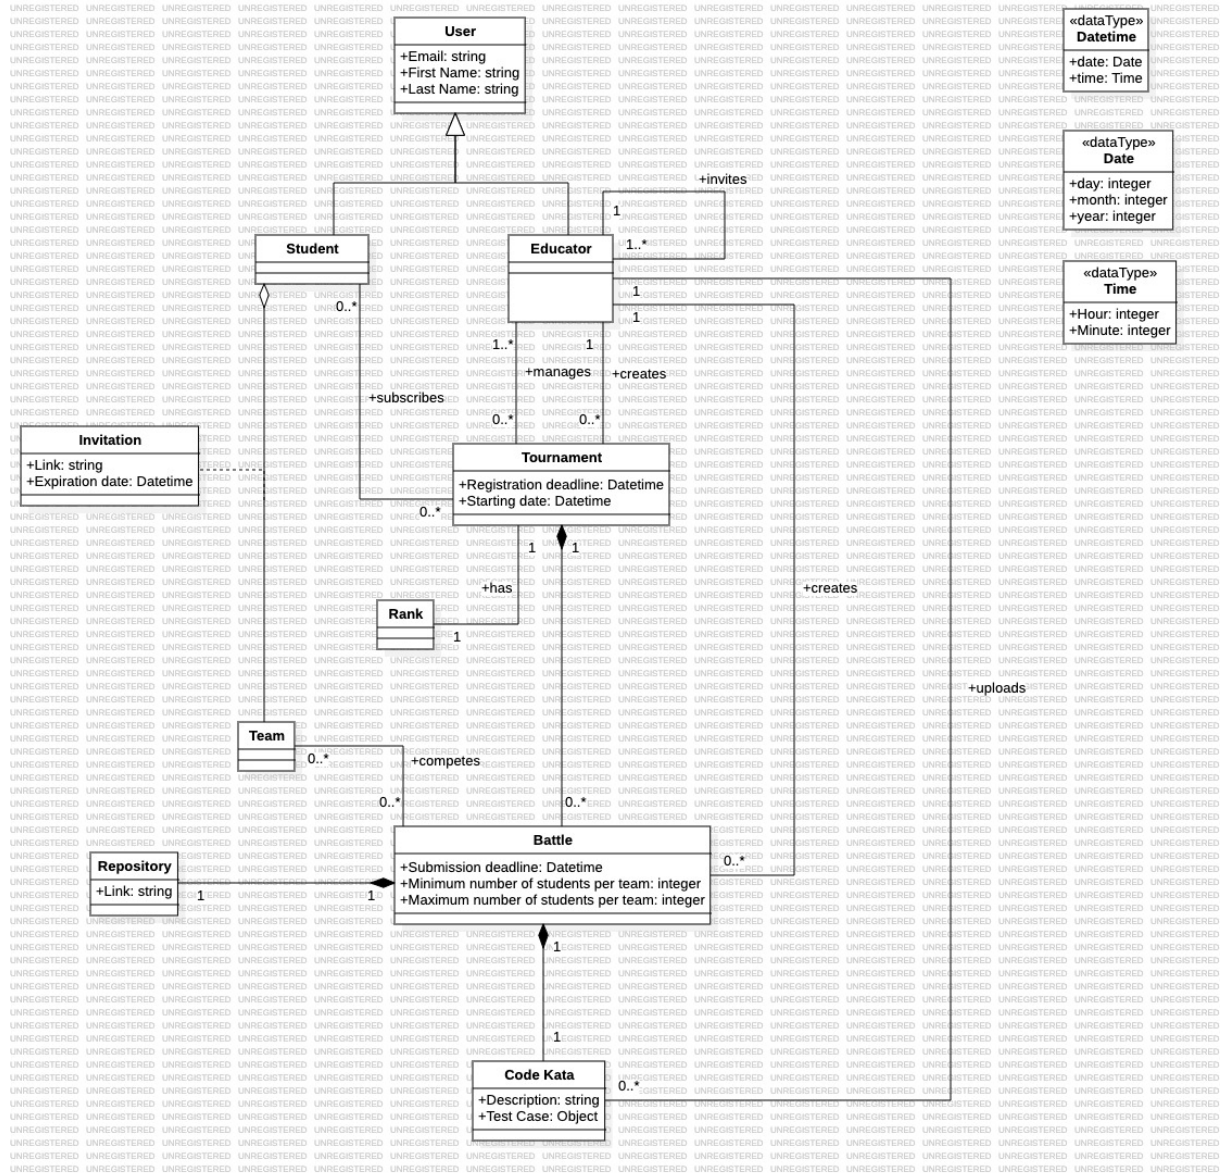 User
+Email: string
+First Name: string
+Last Name: string
«dataType»
Datetime
+date: Date
+time: Time
«dataType»
Date
+day: integer
+month: integer
+year: integer
«dataType»
Time
+Hour: integer
+Minute: integer
+invites
1
1..*
Student
Educator
0..*
1
1
1..*
1
+manages
+creates
+subscribes
0..*
0..*
Invitation
+Link: string
+Expiration date: Datetime
Tournament
+Registration deadline: Datetime
+Starting date: Datetime
0..*
1
1
+has
+creates
Rank
1
+uploads
Team
0..*
+competes
0..*
0..*
Battle
+Submission deadline: Datetime
+Minimum number of students per team: integer
+Maximum number of students per team: integer
0..*
Repository
+Link: string
1
1
1
1
Code Kata
+Description: string
+Test Case: Object
0..*
UNREGISTERED